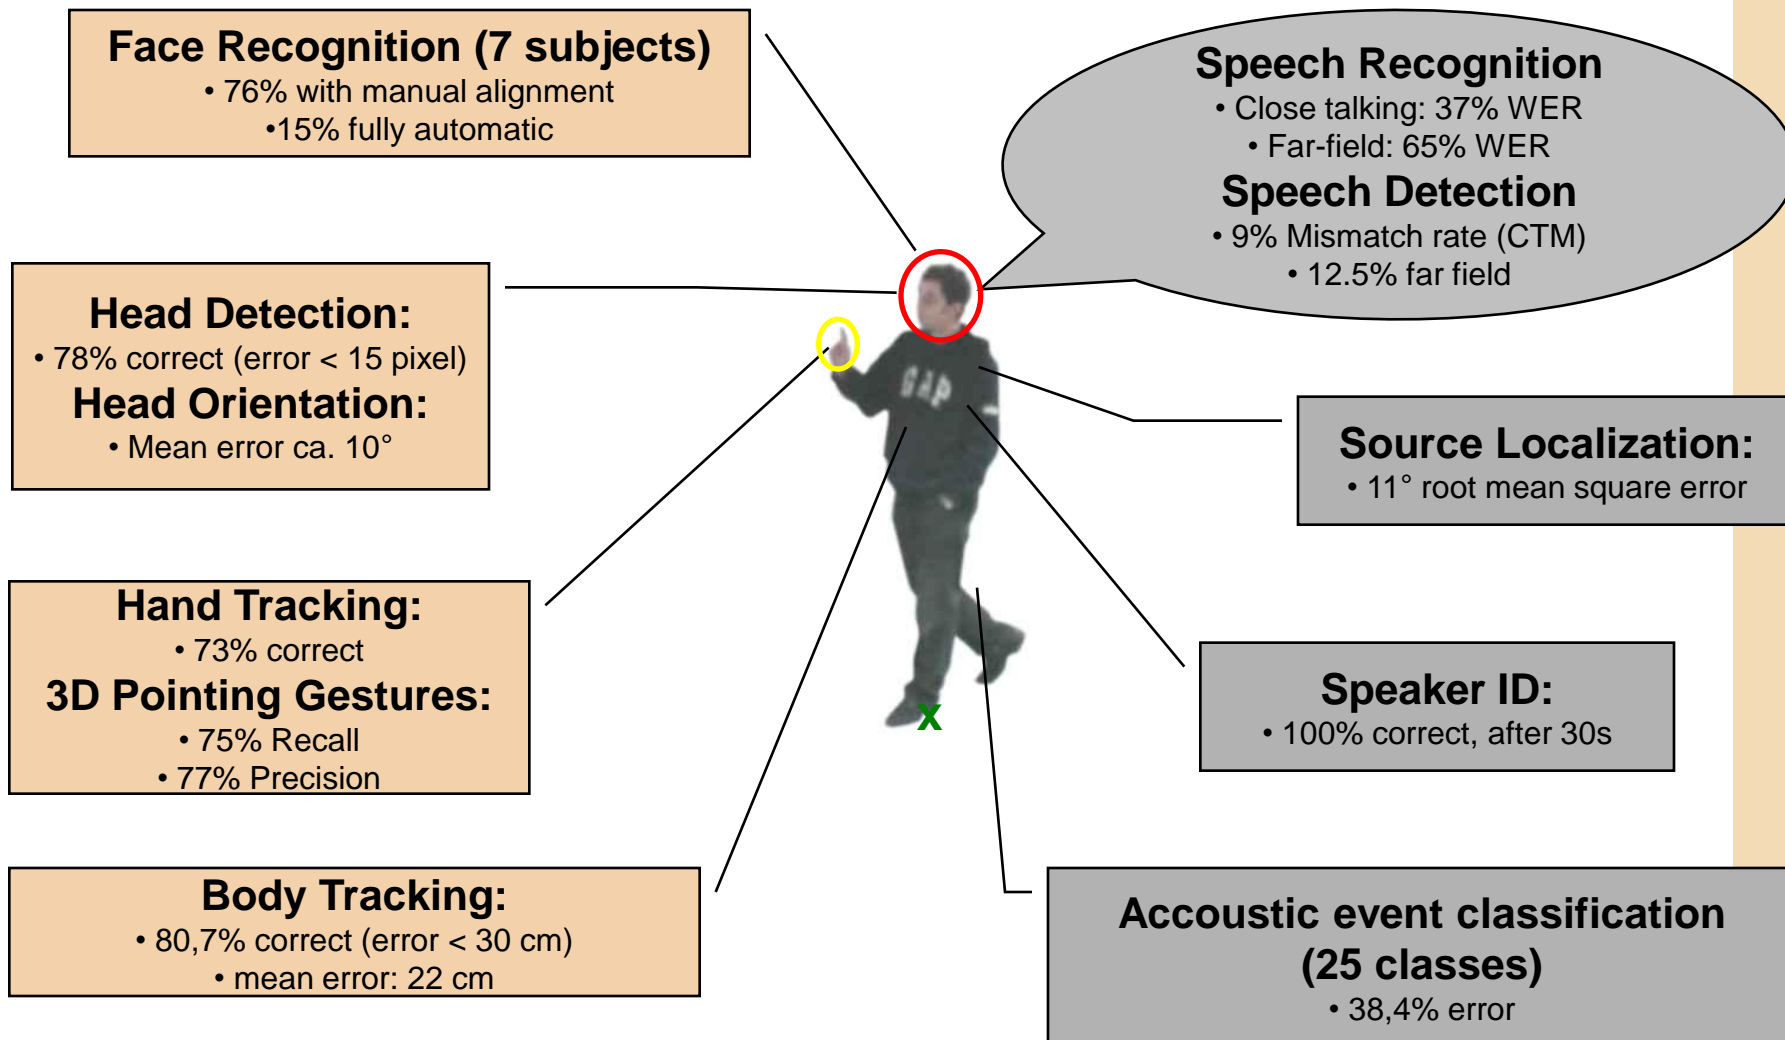 Face Recognition (7 subjects)
• 76% with manual alignment
•15% fully automatic
Speech Recognition
• Close talking: 37% WER
• Far-field: 65% WER
Speech Detection
• 9% Mismatch rate (CTM)
• 12.5% far field
Head Detection:
• 78% correct (error < 15 pixel)
Head Orientation:
• Mean error ca. 10°
GAP
Source Localization:
• 11° root mean square error
Hand Tracking:
• 73% correct
3D Pointing Gestures:
• 75% Recall
• 77% Precision
x
Speaker ID:
• 100% correct, after 30s
Body Tracking:
• 80,7% correct (error < 30 cm)
• mean error: 22 cm
Accoustic event classification
(25 classes)
• 38,4% error